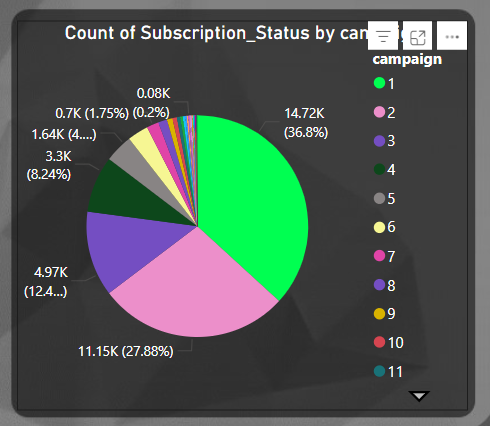 Count of Subscription_Status by cam
campaign
0.08K
(0.2%)
0.7K (1.75%)
1.64K (4....)
3.3K
(8.24%)
4.97K
(12.4...)
11.15K (27.88%)
14.72K
(36.8%)
1
2
3
4
5
6
7
8
9
10
11